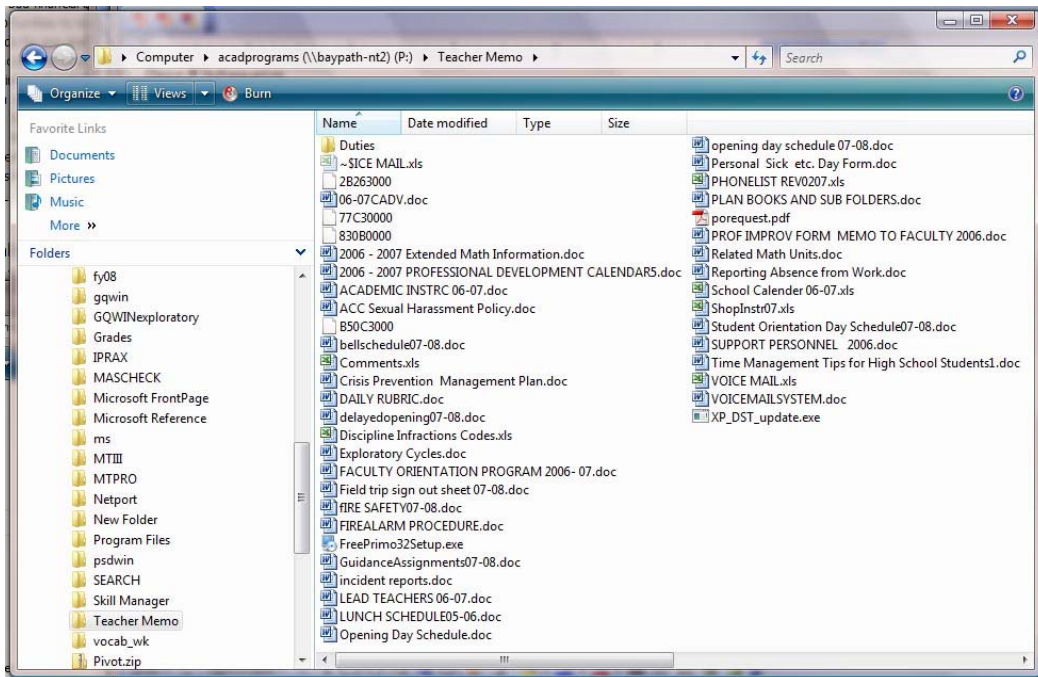 Computer ▸ acadprograms (\\baypath-nt2) (P:) ▸ Teacher Memo ▸
Search
Organize
Views
Burn
Favorite Links
Documents
Pictures
Music
More »
Folders
fy08
gqwin
GQWINexploratory
Grades
IPRAX
MASCHECK
Microsoft FrontPage
Microsoft Reference
ms
MTIII
MTPRO
Netport
New Folder
Program Files
psdwin
SEARCH
Skill Manager
Teacher Memo
vocab_wk
Pivot.zip
Name Date modified Type Size
Duties
~$ICE MAIL.xls
2B263000
06-07CADV.doc
77C30000
830B0000
2006 - 2007 Extended Math Information.doc
2006 - 2007 PROFESSIONAL DEVELOPMENT CALENDAR5.doc
ACADEMIC INSTRC 06-07.doc
ACC Sexual Harassment Policy.doc
B50C3000
bellschedule07-08.doc
Comments.xls
Crisis Prevention  Management Plan.doc
DAILY RUBRIC.doc
delayedopening07-08.doc
Discipline Infractions Codes.xls
Exploratory Cycles.doc
FACULTY ORIENTATION PROGRAM 2006- 07.doc
Field trip sign out sheet 07-08.doc
fIRE SAFETY07-08.doc
FIREALARM PROCEDURE.doc
FreePrimo32Setup.exe
GuidanceAssignments07-08.doc
incident reports.doc
LEAD TEACHERS 06-07.doc
LUNCH SCHEDULE05-06.doc
Opening Day Schedule.doc
opening day schedule 07-08.doc
Personal  Sick  etc. Day Form.doc
PHONELIST REV0207.xls
PLAN BOOKS AND SUB FOLDERS.doc
porequest.pdf
PROF IMPROV FORM  MEMO TO FACULTY 2006.doc
Related Math Units.doc
Reporting Absence from Work.doc
School Calender 06-07.xls
ShopInstr07.xls
Student Orientation Day Schedule07-08.doc
SUPPORT PERSONNEL   2006.doc
Time Management Tips for High School Students1.doc
VOICE MAIL.xls
VOICEMAILSYSTEM.doc
XP_DST_update.exe